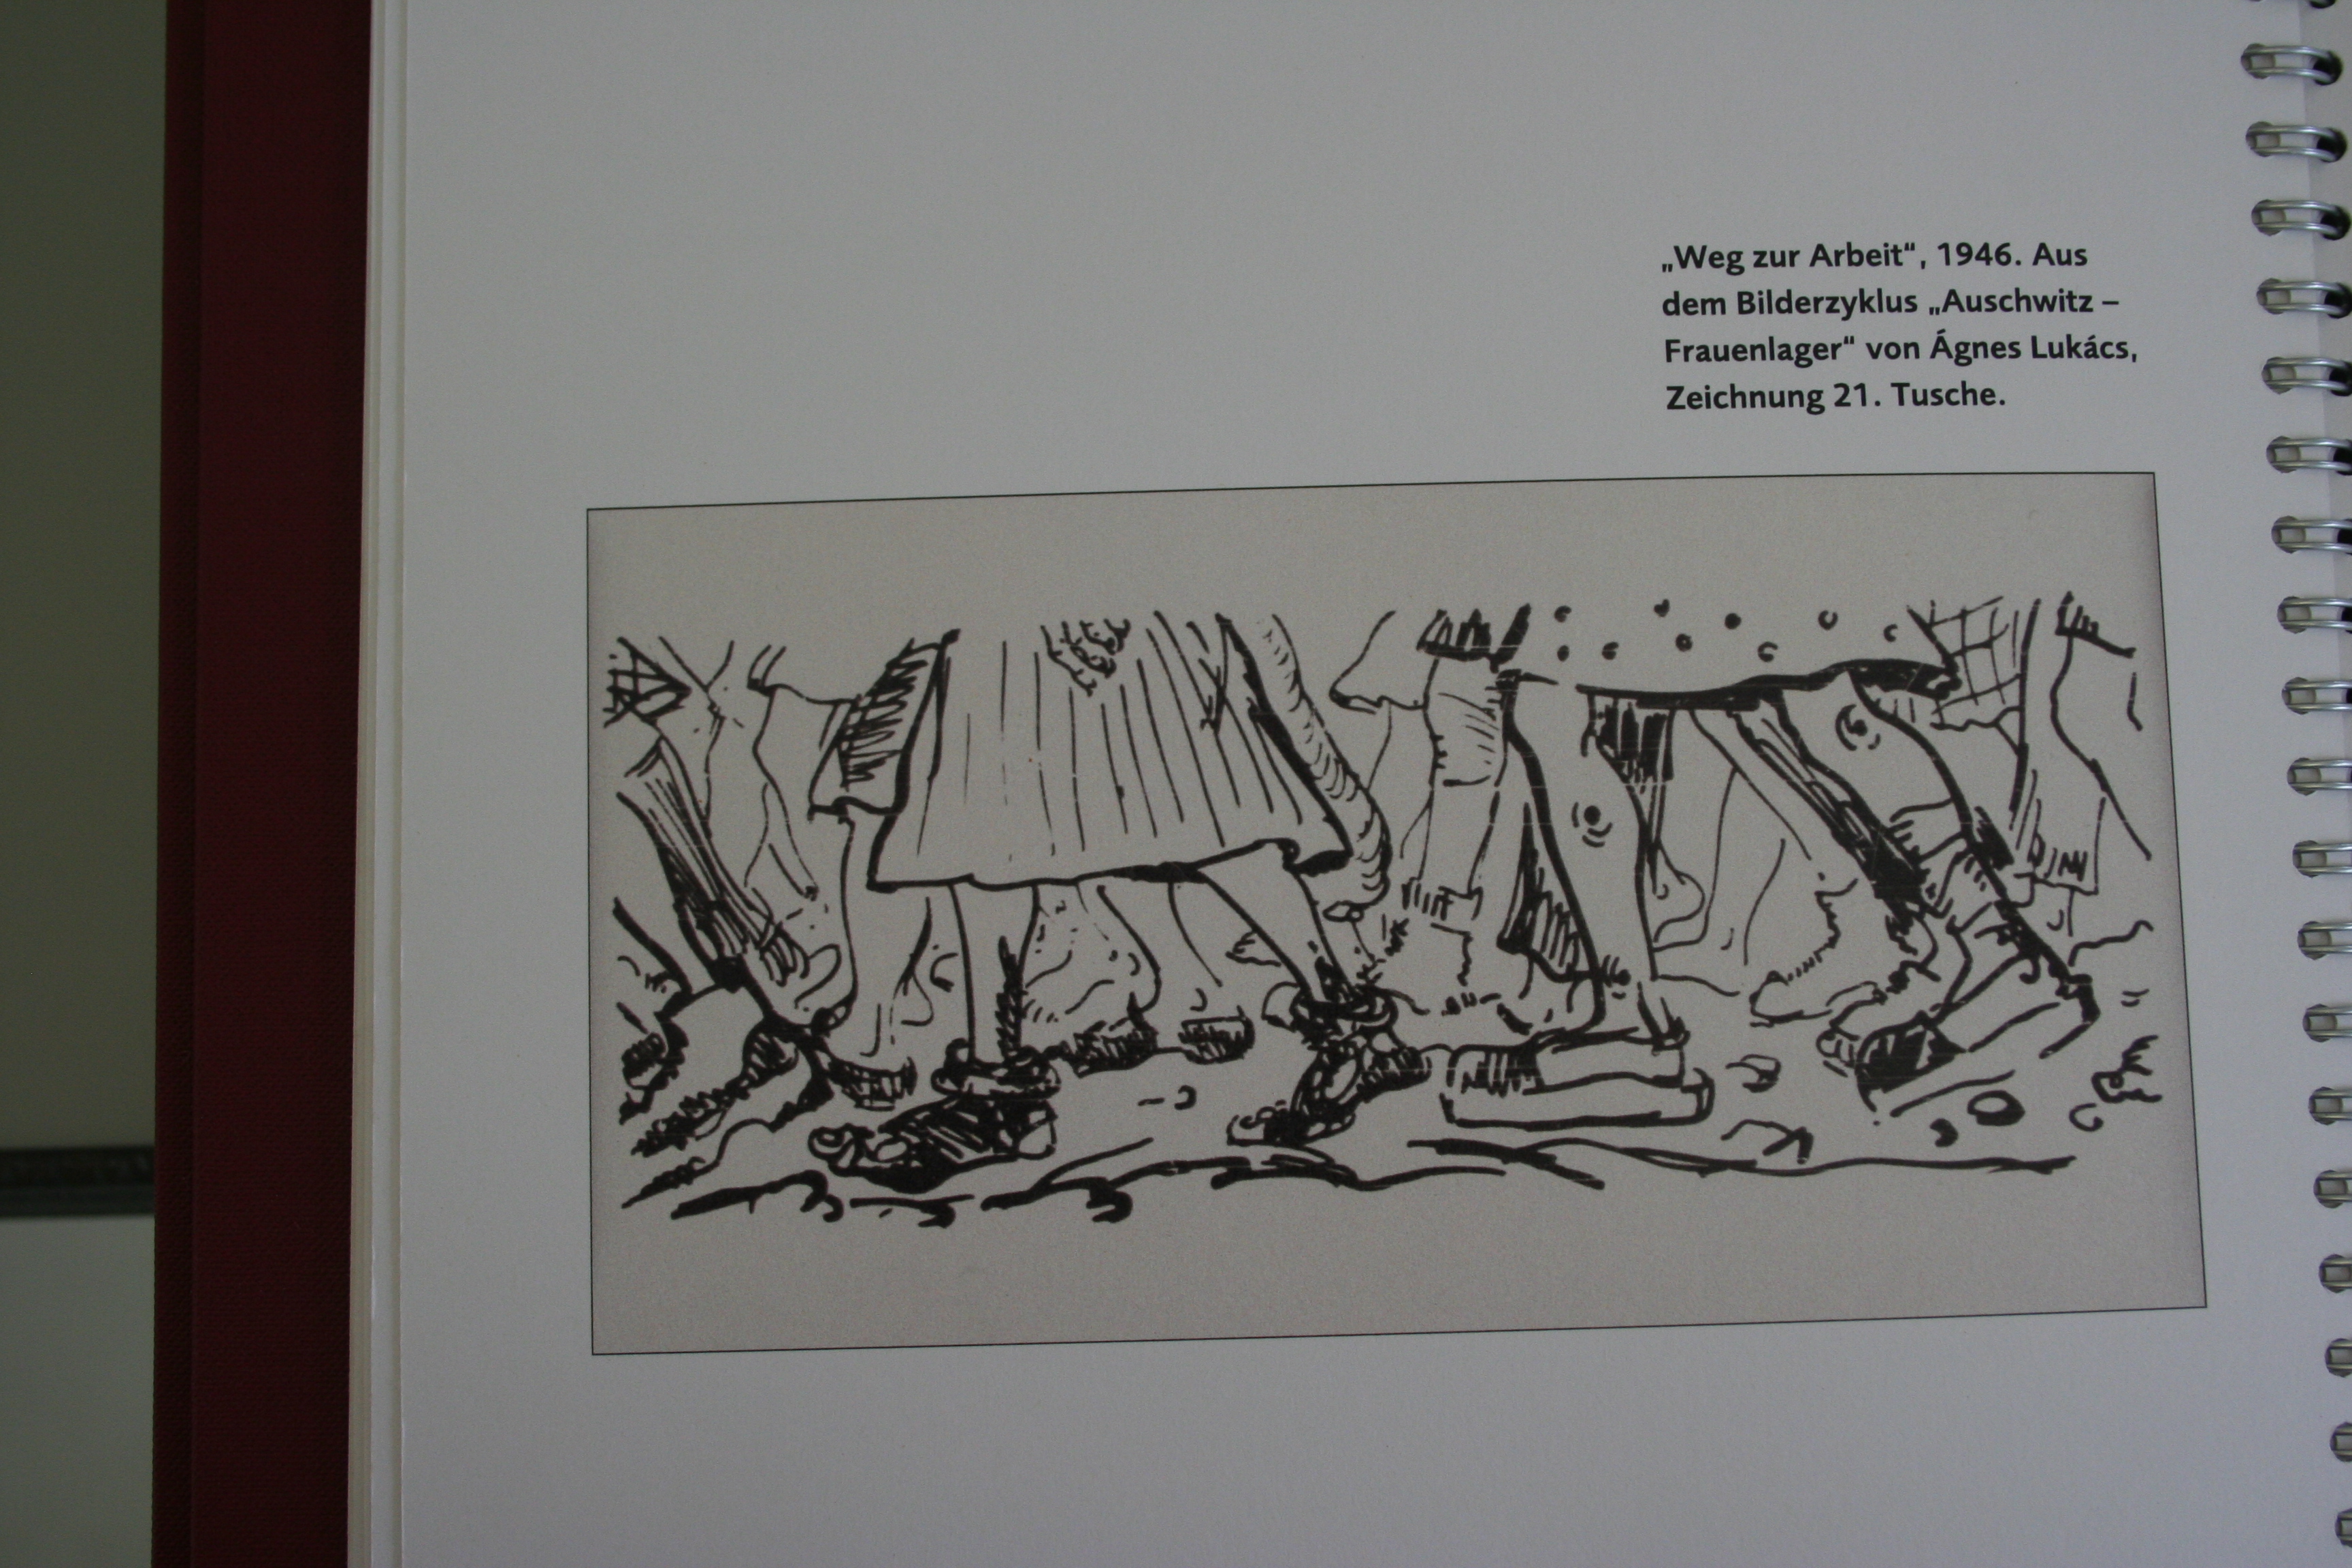 „Weg zur Arbeit“, 1946. Aus
dem Bilderzyklus „Auschwitz –
Frauenlager“ von Ágnes Lukács,
Zeichnung 21. Tusche.